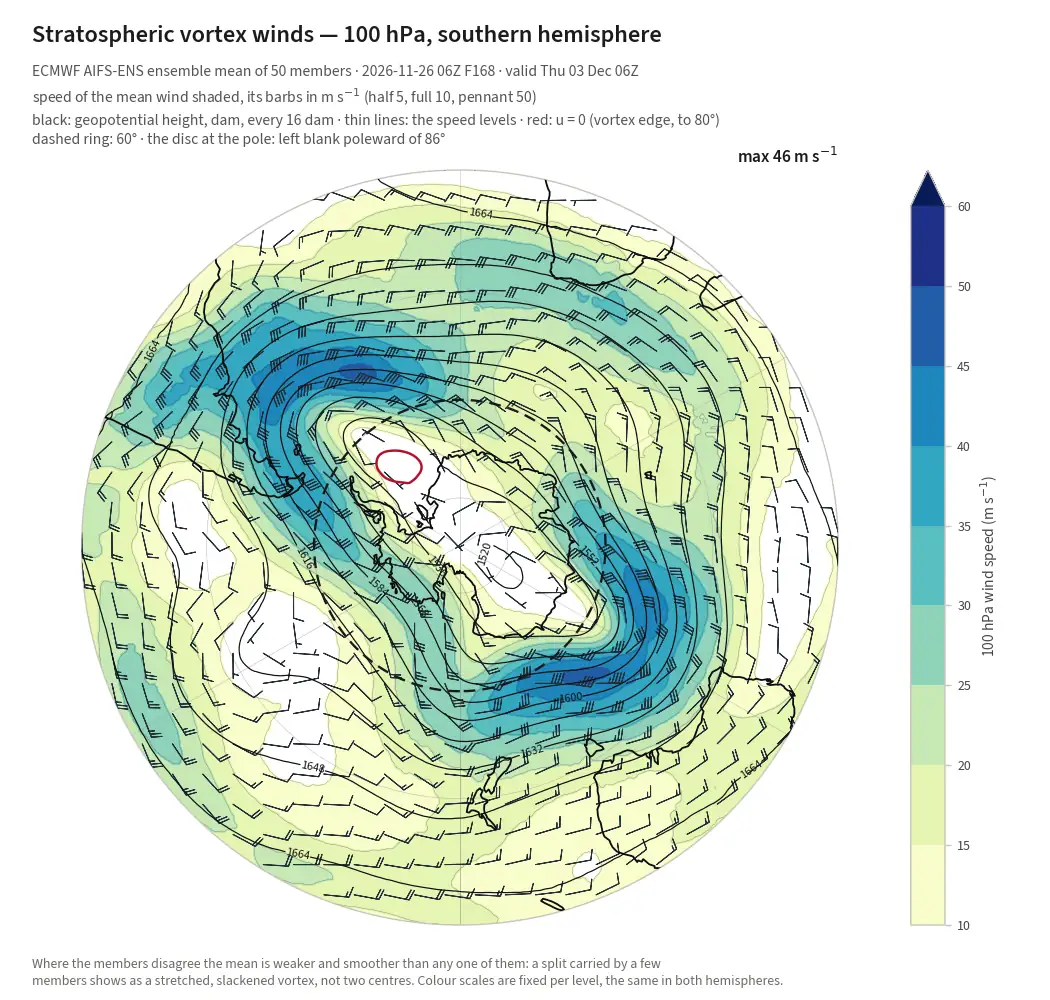 Stratospheric vortex winds — 100 hPa, southern hemisphere
ECMWF AIFS-ENS ensemble mean of 50 members · 2026-11-26 06Z F168 · valid Thu 03 Dec 06Z
speed of the mean wind shaded, its barbs in m s⁻¹ (half 5, full 10, pennant 50)
black: geopotential height, dam, every 16 dam · thin lines: the speed levels · red: u = 0 (vortex edge, to 80°)
dashed ring: 60° · the disc at the pole: left blank poleward of 86°
max 46 m s⁻¹
1664
1664
1520
1552
1616
1584
1568
1600
1632
1648
1664
1664
60
50
45
40
35
30
25
20
15
10
100 hPa wind speed (m s⁻¹)
Where the members disagree the mean is weaker and smoother than any one of them: a split carried by a few
members shows as a stretched, slackened vortex, not two centres. Colour scales are fixed per level, the same in both hemispheres.